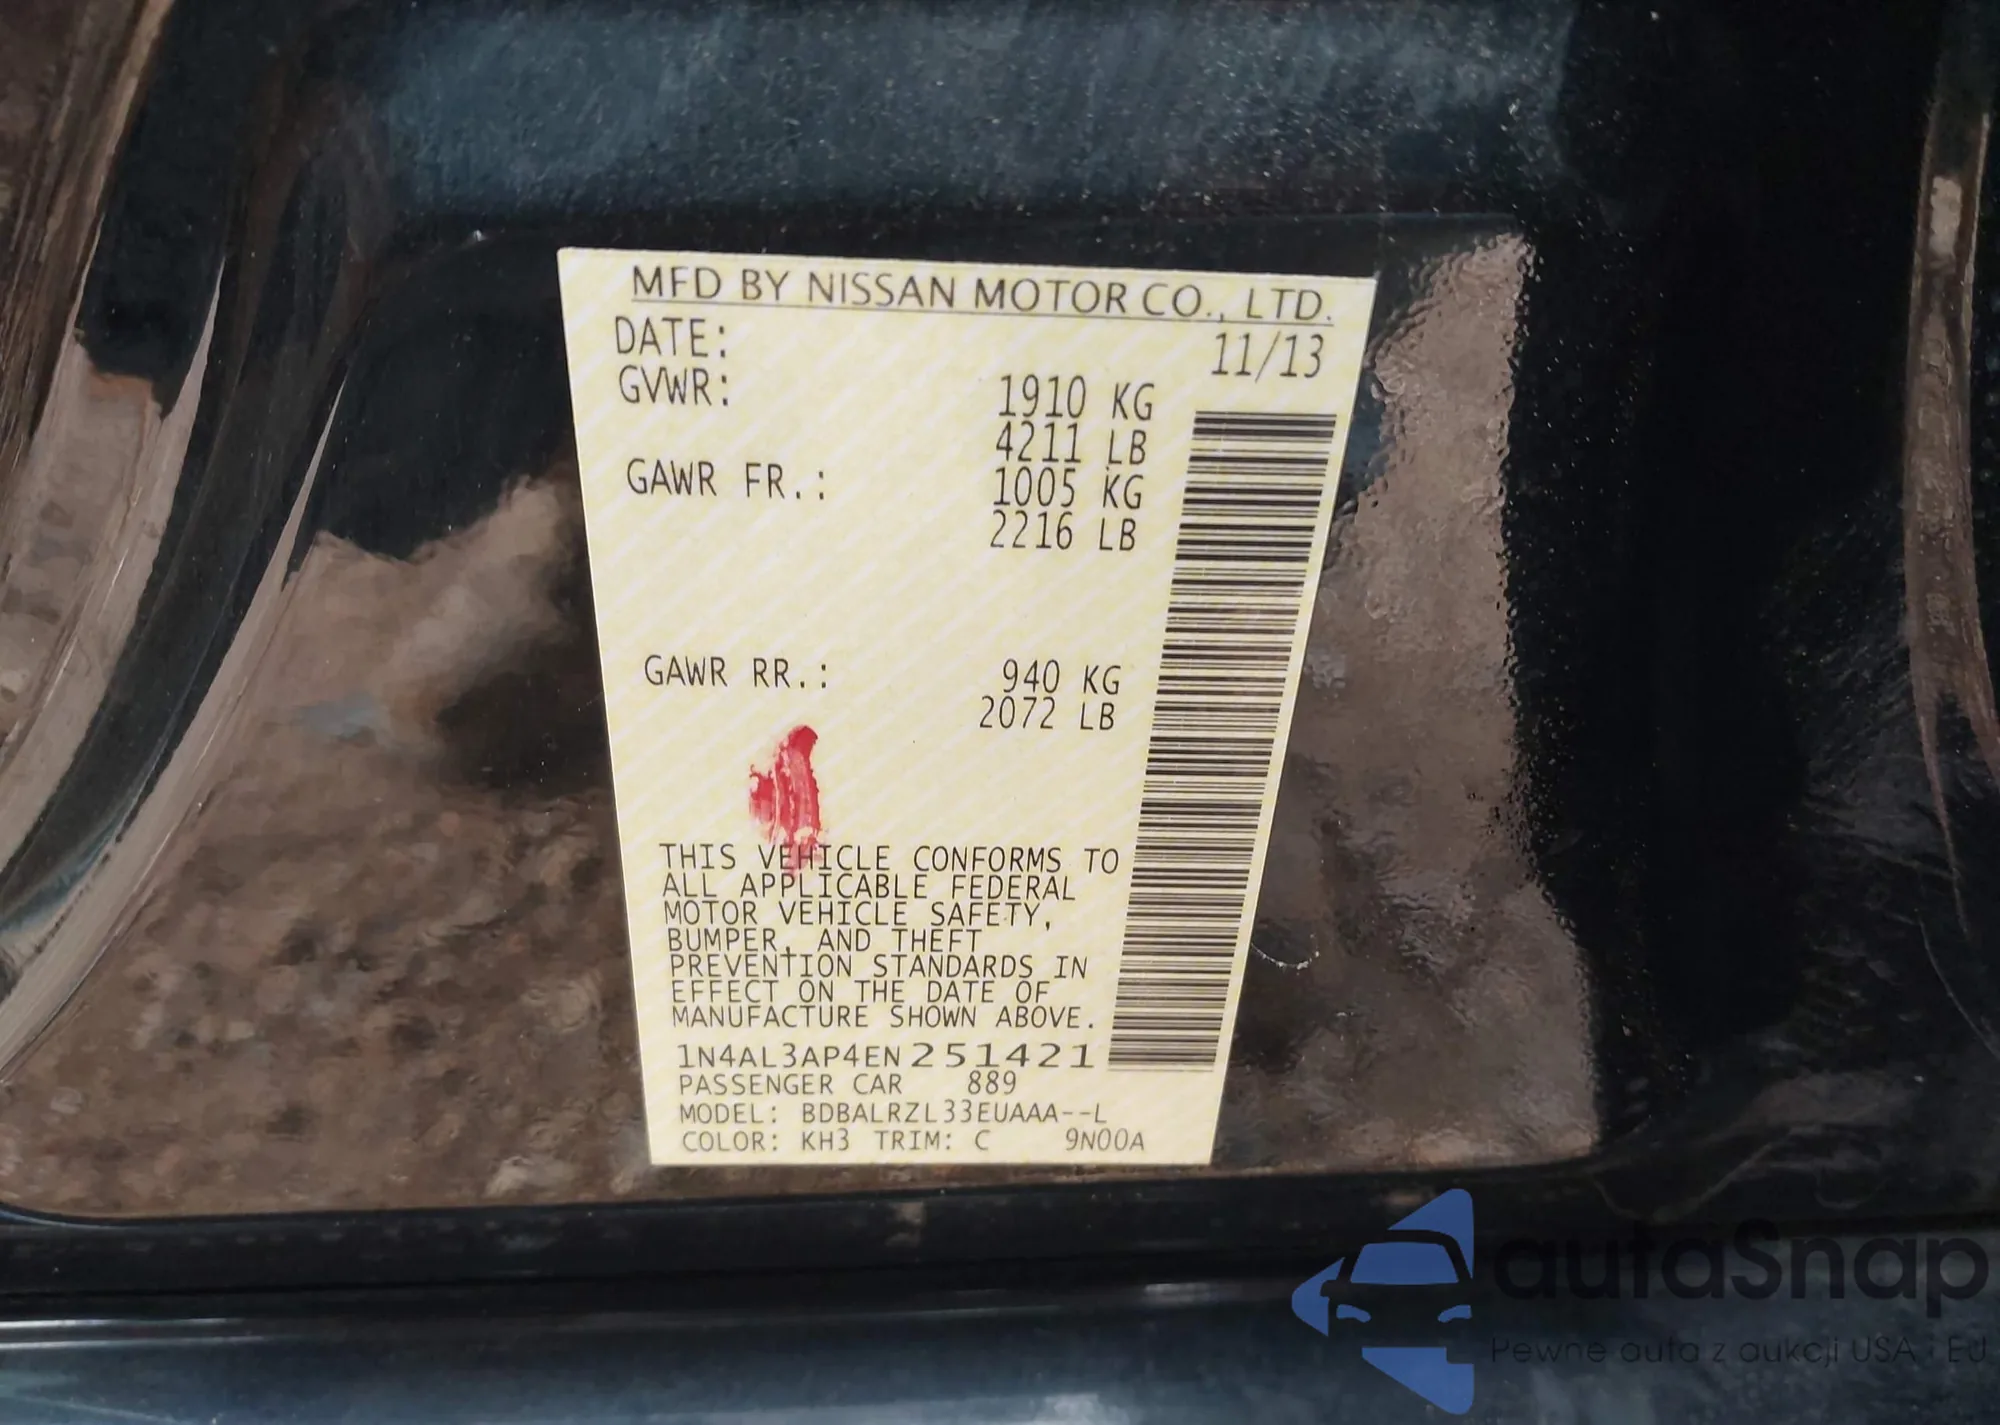 MFD BY NISSAN MOTOR CO., LTD.
DATE: 11/13
GVWR: 1910 KG
4211 LB
GAWR FR.: 1005 KG
2216 LB
GAWR RR.: 940 KG
2072 LB
THIS VEHICLE CONFORMS TO
ALL APPLICABLE FEDERAL
MOTOR VEHICLE SAFETY,
BUMPER, AND THEFT
PREVENTION STANDARDS IN
EFFECT ON THE DATE OF
MANUFACTURE SHOWN ABOVE.
1N4AL3AP4EN251421
PASSENGER CAR 889
MODEL: BDBALRZL33EUAAA--L
COLOR: KH3 TRIM: C 9N00A
autaSnap
Pewne auta z aukcji USA i EU